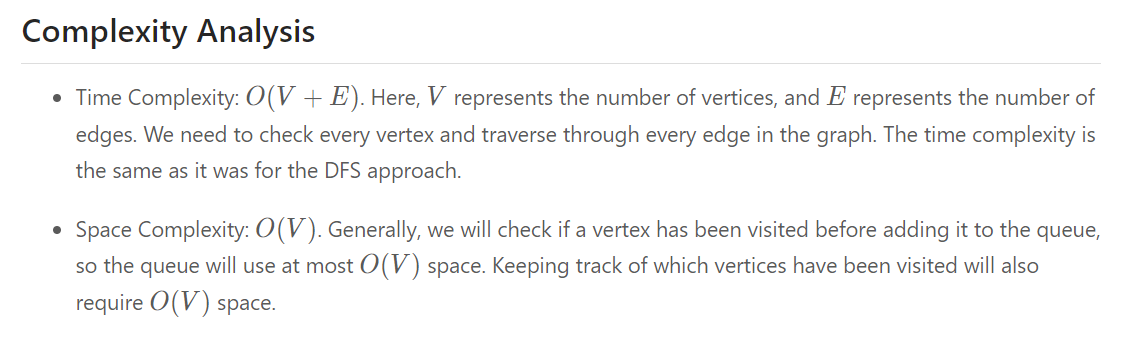 Complexity Analysis
• Time Complexity: O(V + E). Here, V represents the number of vertices, and E represents the number of
edges. We need to check every vertex and traverse through every edge in the graph. The time complexity is
the same as it was for the DFS approach.
• Space Complexity: O(V). Generally, we will check if a vertex has been visited before adding it to the queue,
so the queue will use at most O(V) space. Keeping track of which vertices have been visited will also
require O(V) space.